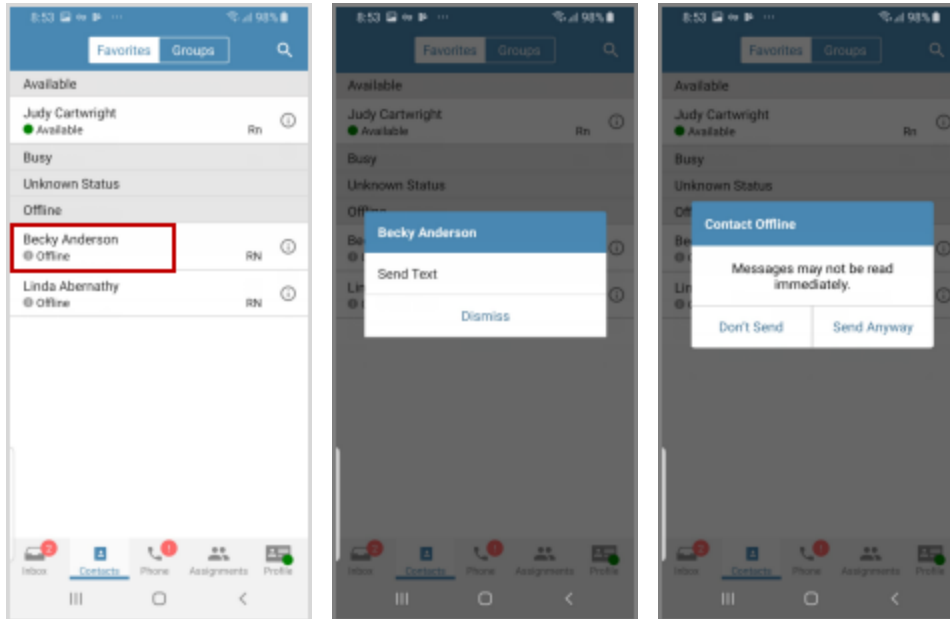 8:53 98%
Favorites Groups
Available
Judy Cartwright
Available Rn
Busy
Unknown Status
Offline
Becky Anderson
Offline RN
Linda Abernathy
Offline RN
2 1
Inbox Contacts Phone Assignments Profile
8:53 98%
Favorites Groups
Available
Judy Cartwright
Available Rn
Busy
Unknown Status
Becky Anderson
Send Text
Dismiss
2 1
Inbox Contacts Phone Assignments Profile
8:53 98%
Favorites Groups
Available
Judy Cartwright
Available Rn
Busy
Unknown Status
Contact Offline
Messages may not be read
immediately.
Don't Send Send Anyway
2 1
Inbox Contacts Phone Assignments Profile